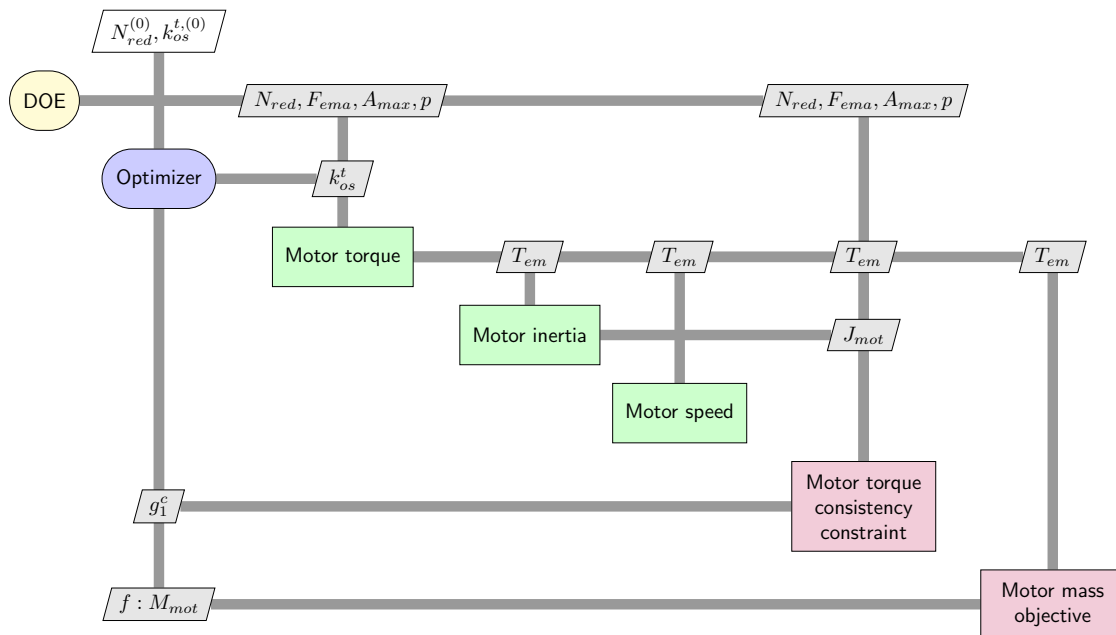 $N_{red}^{(0)}, k_{os}^{t,(0)}$
DOE
$N_{red}, F_{ema}, A_{max}, p$
$N_{red}, F_{ema}, A_{max}, p$
Optimizer
$k_{os}^{t}$
Motor torque
$T_{em}$
$T_{em}$
$T_{em}$
$T_{em}$
Motor inertia
$J_{mot}$
Motor speed
Motor torque
consistency
constraint
$g_1^c$
$f : M_{mot}$
Motor mass
objective